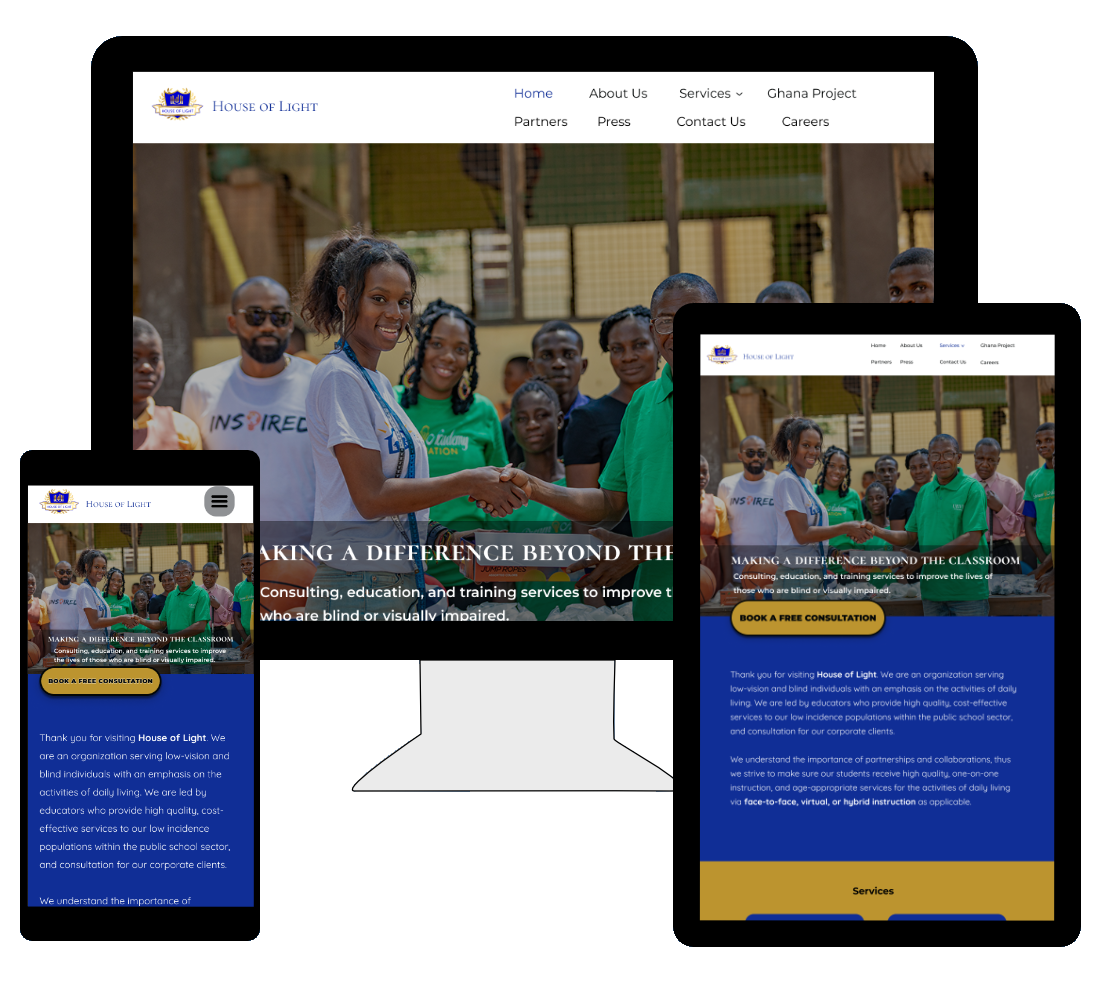 HOUSE OF LIGHT
House of Light
Home About Us Services Ghana Project
Partners Press Contact Us Careers
INSPIRED
AKING A DIFFERENCE BEYOND THE
Consulting, education, and training services to improve t
who are blind or visually impaired.
House of Light
MAKING A DIFFERENCE BEYOND THE CLASSROOM
Consulting, education, and training services to improve
the lives of those who are blind or visually impaired.
BOOK A FREE CONSULTATION
Thank you for visiting House of Light. We
are an organization serving low-vision and
blind individuals with an emphasis on the
activities of daily living. We are led by
educators who provide high quality, cost-
effective services to our low incidence
populations within the public school sector,
and consultation for our corporate clients.
We understand the importance of
House of Light
Home About Us Services Ghana Project
Partners Press Contact Us Careers
MAKING A DIFFERENCE BEYOND THE CLASSROOM
Consulting, education, and training services to improve the lives of
those who are blind or visually impaired.
BOOK A FREE CONSULTATION
Thank you for visiting House of Light. We are an organization serving
low-vision and blind individuals with an emphasis on the activities of daily
living. We are led by educators who provide high quality, cost-effective
services to our low incidence populations within the public school sector,
and consultation for our corporate clients.
We understand the importance of partnerships and collaborations, thus
we strive to make sure our students receive high quality, one-on-one
instruction, and age-appropriate services for the activities of daily living
via face-to-face, virtual, or hybrid instruction as applicable.
Services